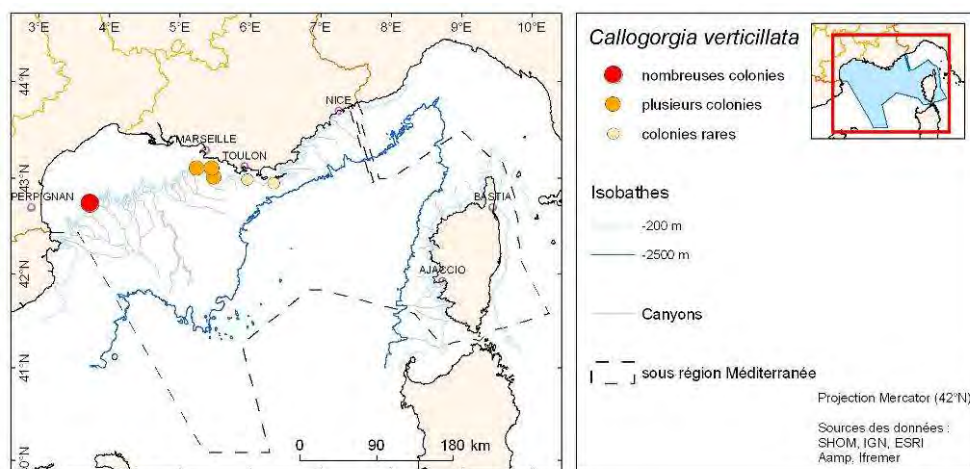 3°E 4°E 5°E 6°E 7°E 8°E 9°E 10°E
44°N
43°N
42°N
41°N
0°N
NICE
MARSEILLE
TOULON
PERPIGNAN
BASTIA
AJACCIO
0 90 180 km
Callogorgia verticillata
nombreuses colonies
plusieurs colonies
colonies rares
Isobathes
-200 m
-2500 m
Canyons
sous région Méditerranée
Projection Mercator (42°N)
Sources des données :
SHOM, IGN, ESRI
Aamp, Ifremer